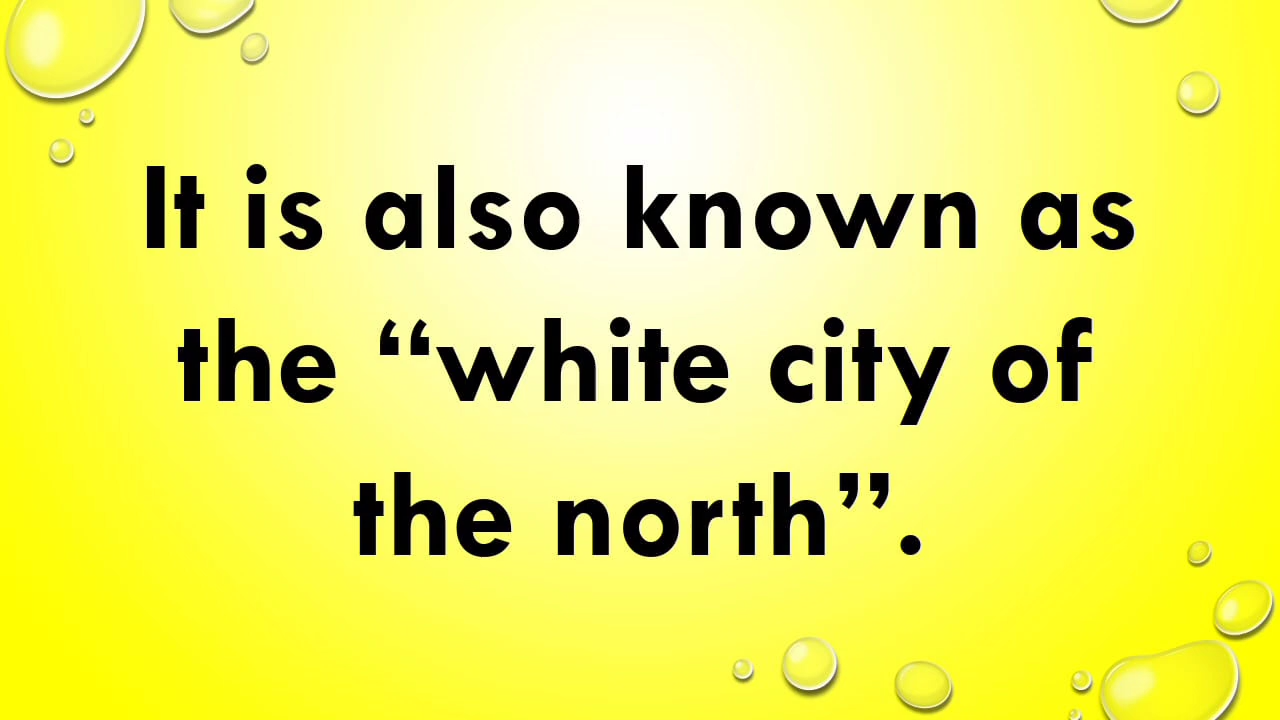 It is also known as
the “white city of
the north”.